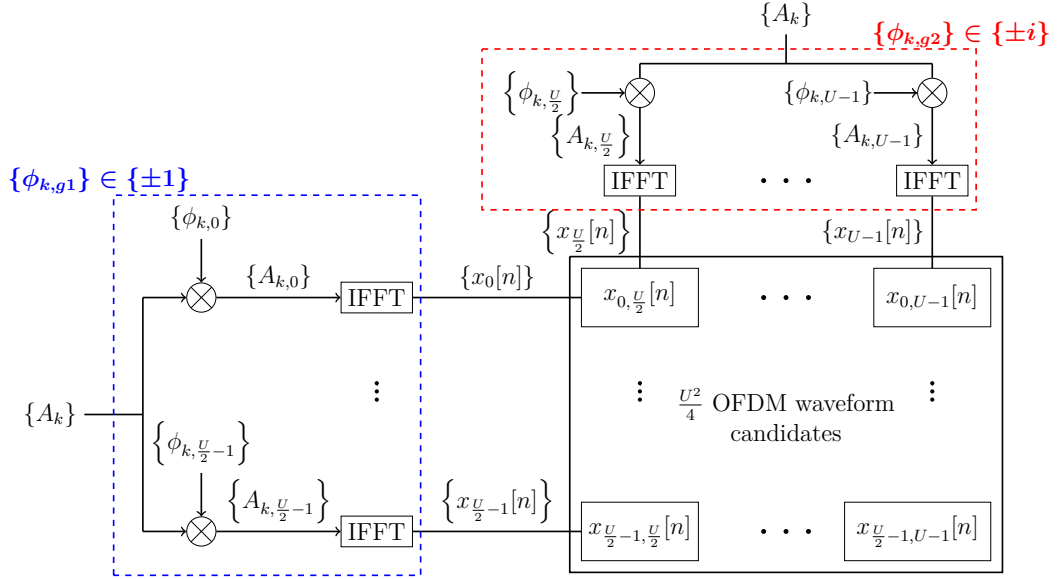 {A_k}
{ϕ_{k,g2}} ∈ {±i}
{ϕ_{k,U/2}}
{ϕ_{k,U−1}}
{A_{k,U/2}}
{A_{k,U−1}}
IFFT
· · ·
IFFT
{ϕ_{k,g1}} ∈ {±1}
{ϕ_{k,0}}
{x_{U/2}[n]}
{x_{U−1}[n]}
{A_{k,0}}
IFFT
{x_0[n]}
x_{0,U/2}[n]
· · ·
x_{0,U−1}[n]
⋮
⋮
⋮
{A_k}
U²/4 OFDM waveform
candidates
{ϕ_{k,U/2−1}}
{A_{k,U/2−1}}
IFFT
{x_{U/2−1}[n]}
x_{U/2−1,U/2}[n]
· · ·
x_{U/2−1,U−1}[n]